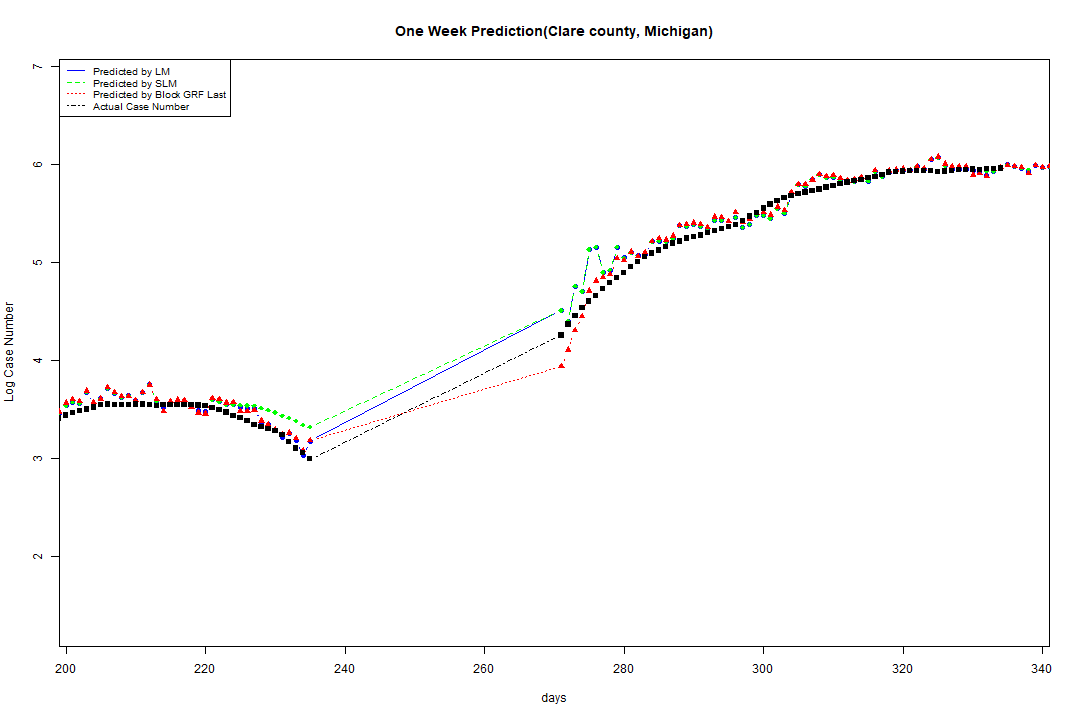 One Week Prediction(Clare county, Michigan)
Predicted by LM
Predicted by SLM
Predicted by Block GRF Last
Actual Case Number
7
6
5
4
3
2
Log Case Number
200 220 240 260 280 300 320 340
days